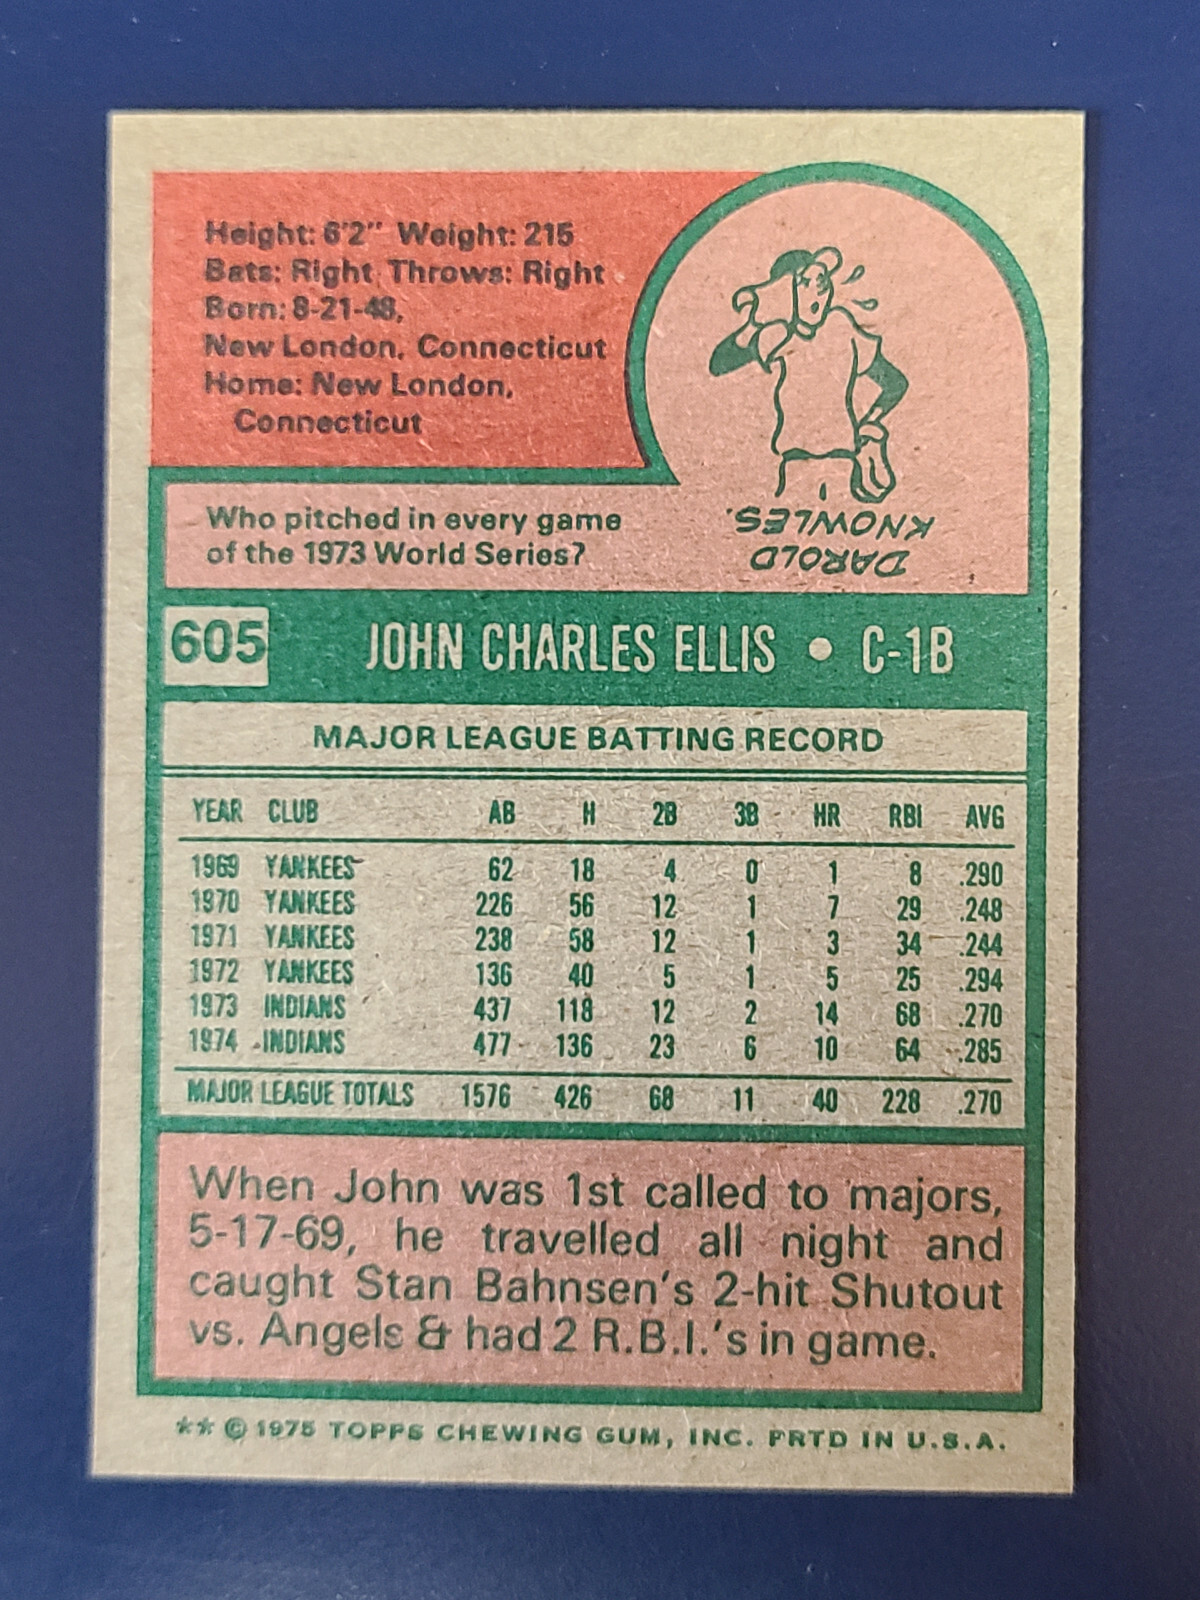 Height: 6'2" Weight: 215
Bats: Right Throws: Right
Born: 8-21-48,
New London, Connecticut
Home: New London,
Connecticut
Who pitched in every game
of the 1973 World Series?
DAROLD
KNOWLES.
605 JOHN CHARLES ELLIS • C-1B
MAJOR LEAGUE BATTING RECORD
YEAR CLUB AB H 2B 3B HR RBI AVG
1969 YANKEES 62 18 4 0 1 8 .290
1970 YANKEES 226 56 12 1 7 29 .248
1971 YANKEES 238 58 12 1 3 34 .244
1972 YANKEES 136 40 5 1 5 25 .294
1973 INDIANS 437 118 12 2 14 68 .270
1974 INDIANS 477 136 23 6 10 64 .285
MAJOR LEAGUE TOTALS 1576 426 68 11 40 228 .270
When John was 1st called to majors,
5-17-69, he travelled all night and
caught Stan Bahnsen's 2-hit Shutout
vs. Angels & had 2 R.B.I.'s in game.
** © 1975 TOPPS CHEWING GUM, INC. PRTD IN U.S.A.